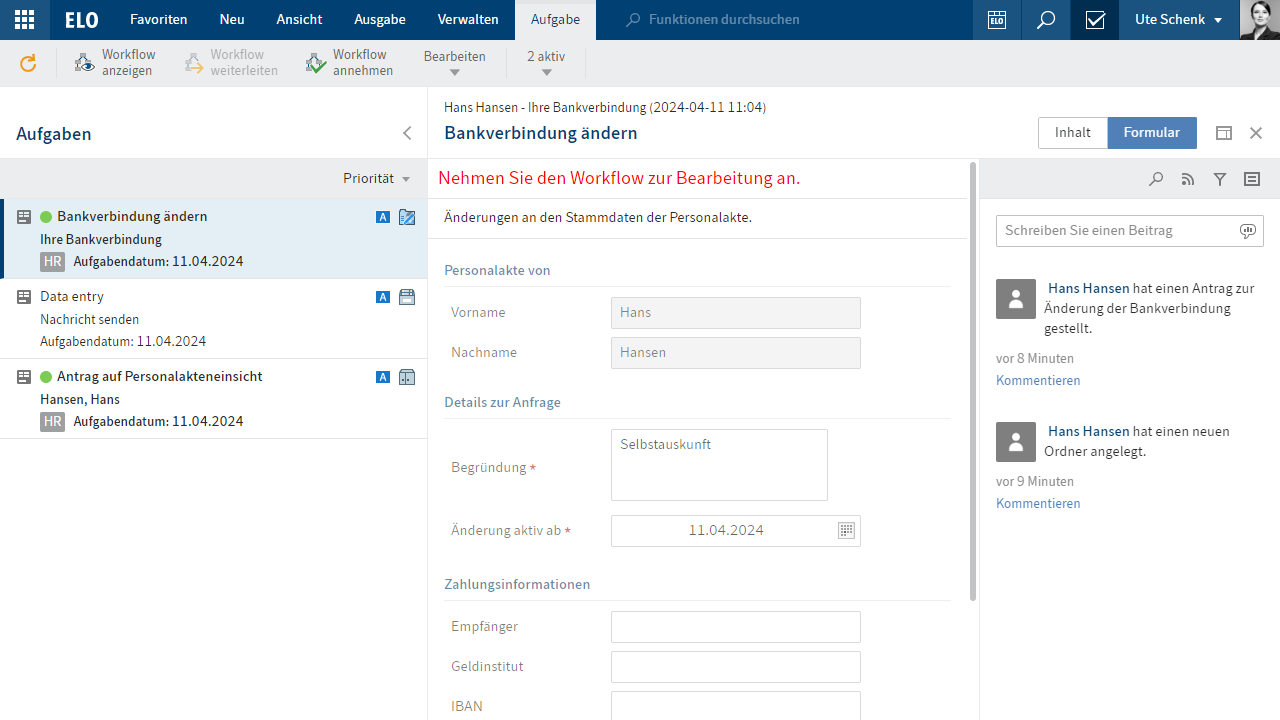 ELO
Favoriten
Neu
Ansicht
Ausgabe
Verwalten
Aufgabe
Funktionen durchsuchen
ELO
Ute Schenk
Workflow
anzeigen
Workflow
weiterleiten
Workflow
annehmen
Bearbeiten
2 aktiv
Aufgaben
Priorität
Bankverbindung ändern
A
Ihre Bankverbindung
HR Aufgabendatum: 11.04.2024
Data entry
A
Nachricht senden
Aufgabendatum: 11.04.2024
Antrag auf Personalakteneinsicht
A
Hansen, Hans
HR Aufgabendatum: 11.04.2024
Hans Hansen - Ihre Bankverbindung (2024-04-11 11:04)
Bankverbindung ändern
Inhalt
Formular
Nehmen Sie den Workflow zur Bearbeitung an.
Änderungen an den Stammdaten der Personalakte.
Personalakte von
Vorname
Hans
Nachname
Hansen
Details zur Anfrage
Begründung *
Selbstauskunft
Änderung aktiv ab *
11.04.2024
Zahlungsinformationen
Empfänger
Geldinstitut
IBAN
Schreiben Sie einen Beitrag
Hans Hansen hat einen Antrag zur
Änderung der Bankverbindung
gestellt.
vor 8 Minuten
Kommentieren
Hans Hansen hat einen neuen
Ordner angelegt.
vor 9 Minuten
Kommentieren